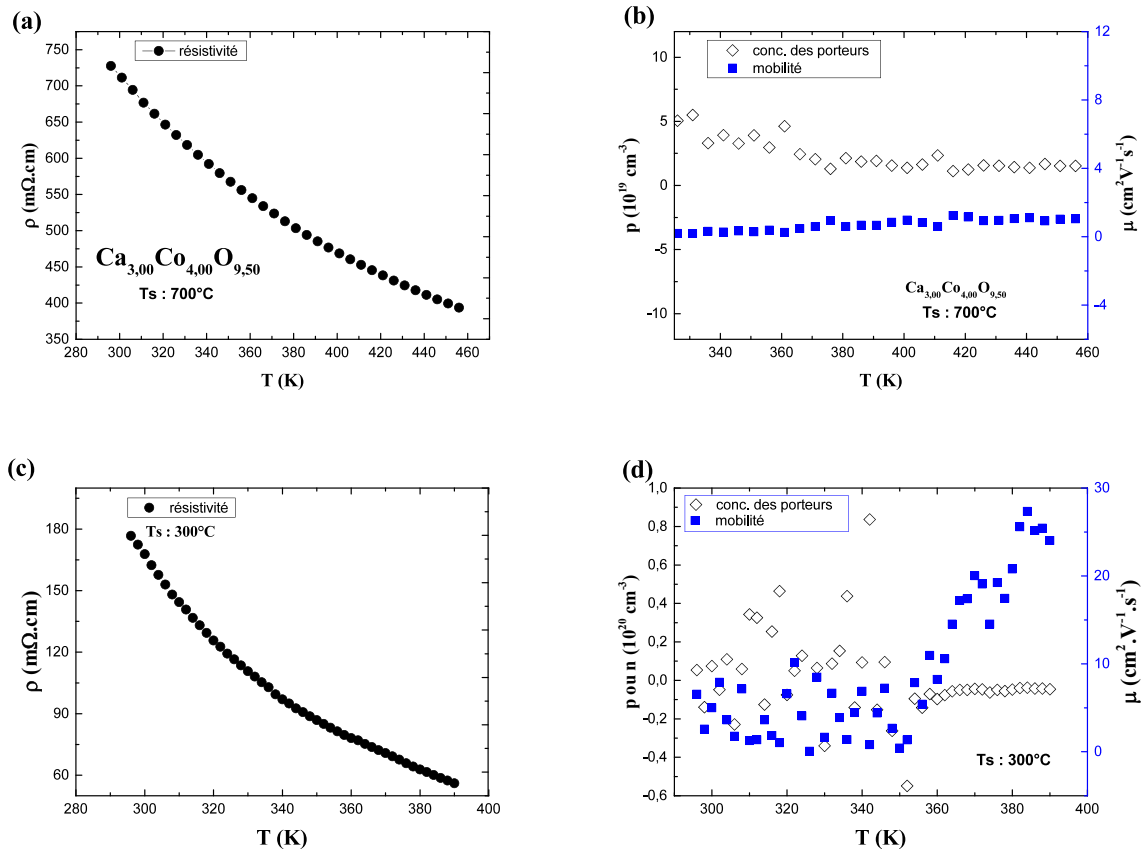 (a)
résistivité
750
700
650
600
550
500
450
400
350
ρ (mΩ.cm)
Ca3,00Co4,00O9,50
Ts : 700°C
280 300 320 340 360 380 400 420 440 460
T (K)
(b)
conc. des porteurs
mobilité
10
5
0
-5
-10
p (10^19 cm^-3)
12
8
4
0
-4
μ (cm^2V^-1s^-1)
Ca3,00Co4,00O9,50
Ts : 700°C
340 360 380 400 420 440 460
T (K)
(c)
résistivité
Ts : 300°C
180
150
120
90
60
ρ (mΩ.cm)
280 300 320 340 360 380 400
T (K)
(d)
conc. des porteurs
mobilité
1,0
0,8
0,6
0,4
0,2
0,0
-0,2
-0,4
-0,6
p ou n (10^20 cm^-3)
30
20
10
0
μ (cm^2.V^-1.s^-1)
Ts : 300°C
300 320 340 360 380 400
T (K)